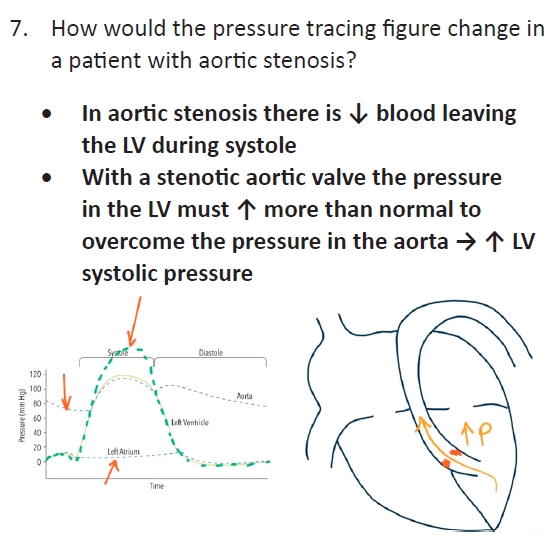 7. How would the pressure tracing figure change in
a patient with aortic stenosis?
• In aortic stenosis there is ↓ blood leaving
the LV during systole
• With a stenotic aortic valve the pressure
in the LV must ↑ more than normal to
overcome the pressure in the aorta → ↑ LV
systolic pressure
Systole
Diastole
Pressure (mm Hg)
120
100
80
60
40
20
0
Aorta
Left Ventricle
Left Atrium
Time
↑P